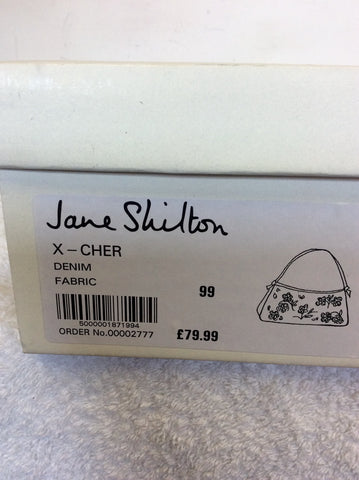 Jane Shilton
X-CHER
DENIM
FABRIC
99
5000001871994
ORDER No.00002777
£79.99